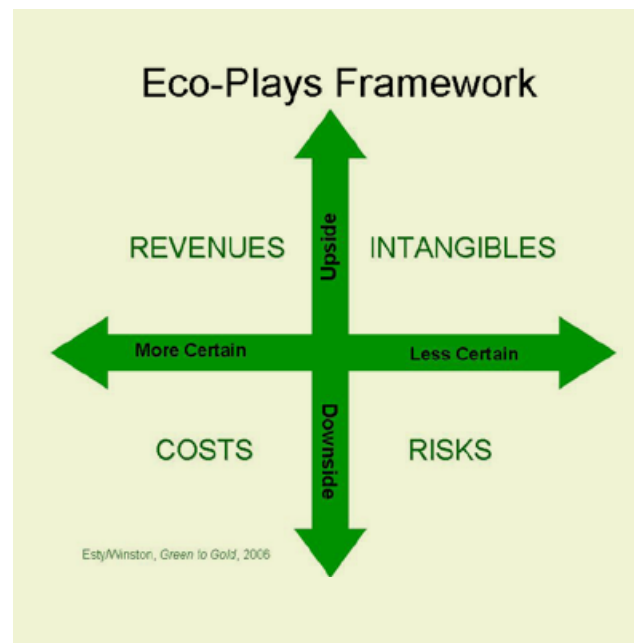 Eco-Plays Framework
Upside
REVENUES
INTANGIBLES
More Certain
Less Certain
Downside
COSTS
RISKS
Esty/Winston, Green to Gold, 2006